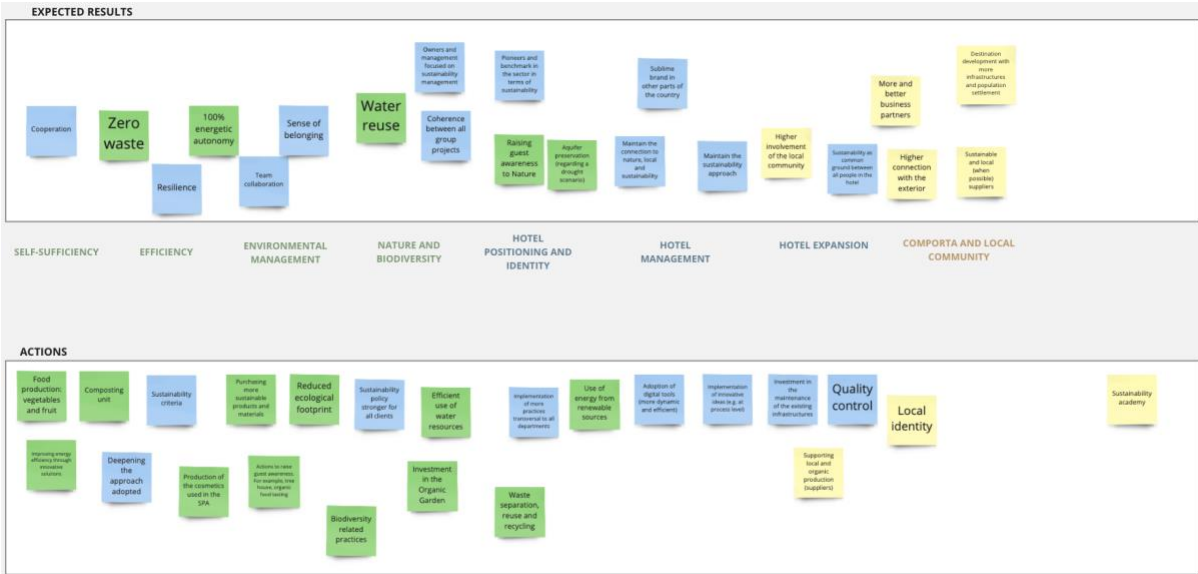 EXPECTED RESULTS
Owners and
management
focused on
sustainability
management
Pioneers and
benchmark in
the sector in
terms of
sustainability
Sublime
brand in
other parts of
the country
Destination
development with
more
infrastructures
and population
settlement
More and
better
business
partners
Cooperation
Zero
waste
100%
energetic
autonomy
Sense of
belonging
Water
reuse
Coherence
between all
group
projects
Raising
guest
awareness
to Nature
Aquifer
preservation
(regarding a
drought
scenario)
Maintain the
connection to
nature, local
and
sustainability
Maintain the
sustainability
approach
Higher
involvement
of the local
community
Sustainability as
common
ground between
all people in the
hotel
Higher
connection
with the
exterior
Sustainable
and local
(when
possible)
suppliers
Resilience
Team
collaboration
SELF-SUFFICIENCY
EFFICIENCY
ENVIRONMENTAL
MANAGEMENT
NATURE AND
BIODIVERSITY
HOTEL
POSITIONING AND
IDENTITY
HOTEL
MANAGEMENT
HOTEL EXPANSION
COMPORTA AND LOCAL
COMMUNITY
ACTIONS
Food
production:
vegetables
and fruit
Composting
unit
Sustainability
criteria
Purchasing
more
sustainable
products and
materials
Reduced
ecological
footprint
Sustainability
policy
stronger for
all clients
Efficient
use of
water
resources
Implementation
of more
practices
transversal to all
departments
Use of
energy from
renewable
sources
Adoption of
digital tools
(more dynamic
and efficient)
Implementation
of innovative
ideas (e.g. at
process level)
Investment in
the
maintenance of
the existing
infrastructures
Quality
control
Local
identity
Sustainability
academy
Improving energy
efficiency through
innovative
solutions
Deepening
the
approach
adopted
Production of
the cosmetics
used in the
SPA
Actions to raise
guest awareness.
For example, tree
house, organic
food tasting
Biodiversity
related
practices
Investment
in the
Organic
Garden
Waste
separation,
reuse and
recycling
Supporting
local and
organic
production
(suppliers)